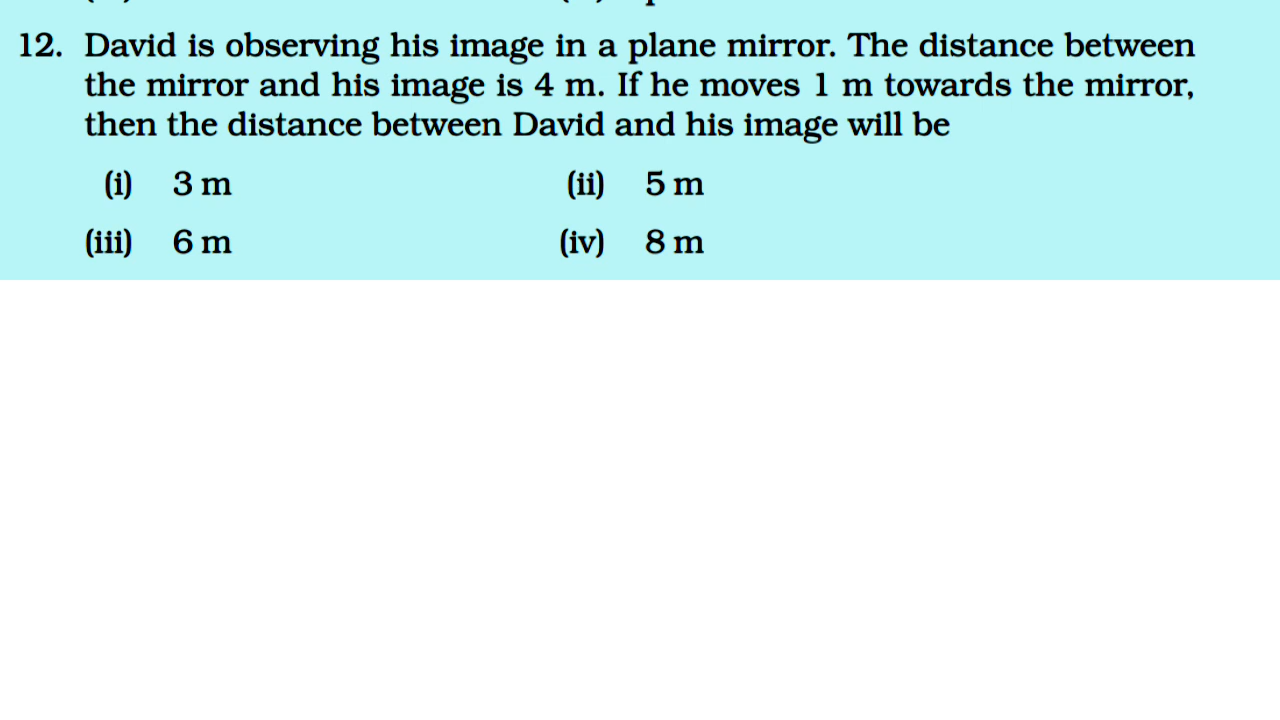 12. David is observing his image in a plane mirror. The distance between
the mirror and his image is 4 m. If he moves 1 m towards the mirror,
then the distance between David and his image will be
(i) 3 m (ii) 5 m
(iii) 6 m (iv) 8 m